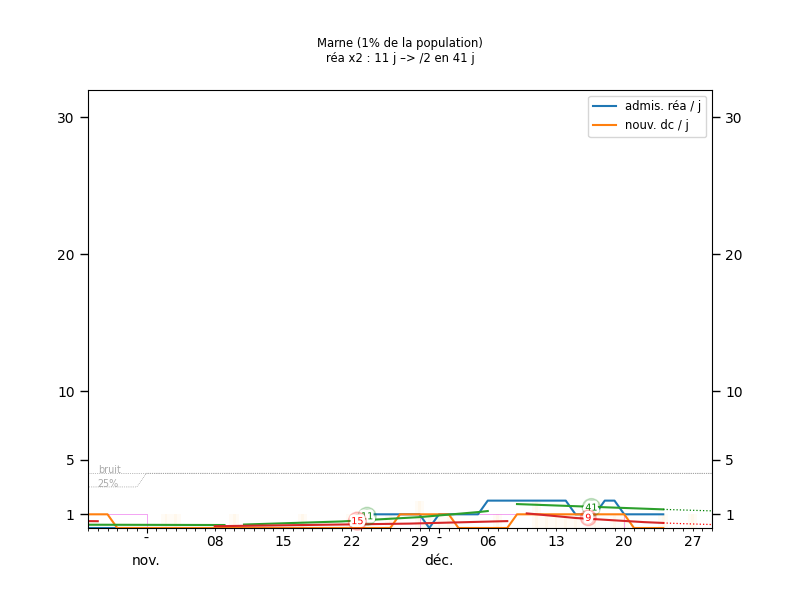 Marne (1% de la population)
réa x2 : 11 j –> /2 en 41 j
admis. réa / j
nouv. dc / j
30 30
20 20
10 10
5 5
1 1
bruit
25%
15 11 41 9
- 08 15 22 29 - 06 13 20 27
nov. déc.